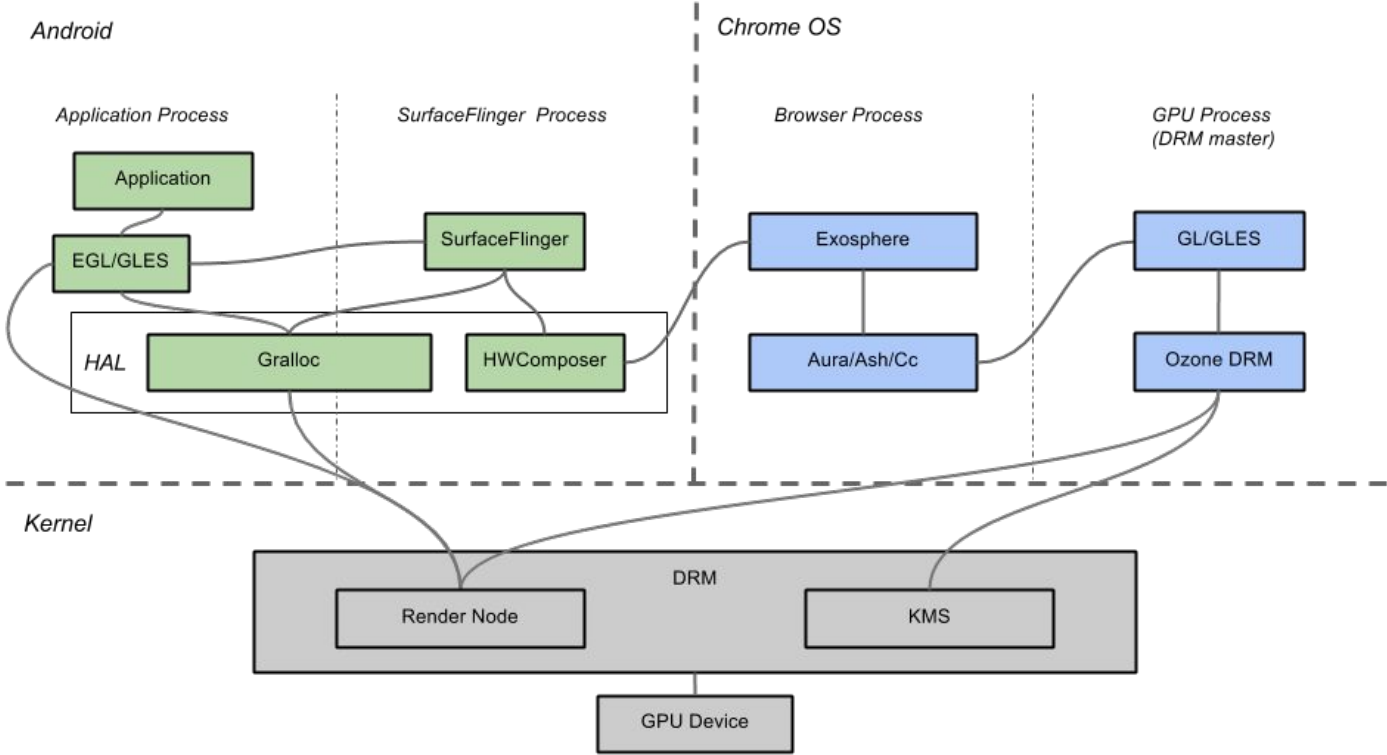 Android
Chrome OS
Application Process
SurfaceFlinger Process
Browser Process
GPU Process
(DRM master)
Application
EGL/GLES
SurfaceFlinger
Exosphere
GL/GLES
HAL
Gralloc
HWComposer
Aura/Ash/Cc
Ozone DRM
Kernel
DRM
Render Node
KMS
GPU Device